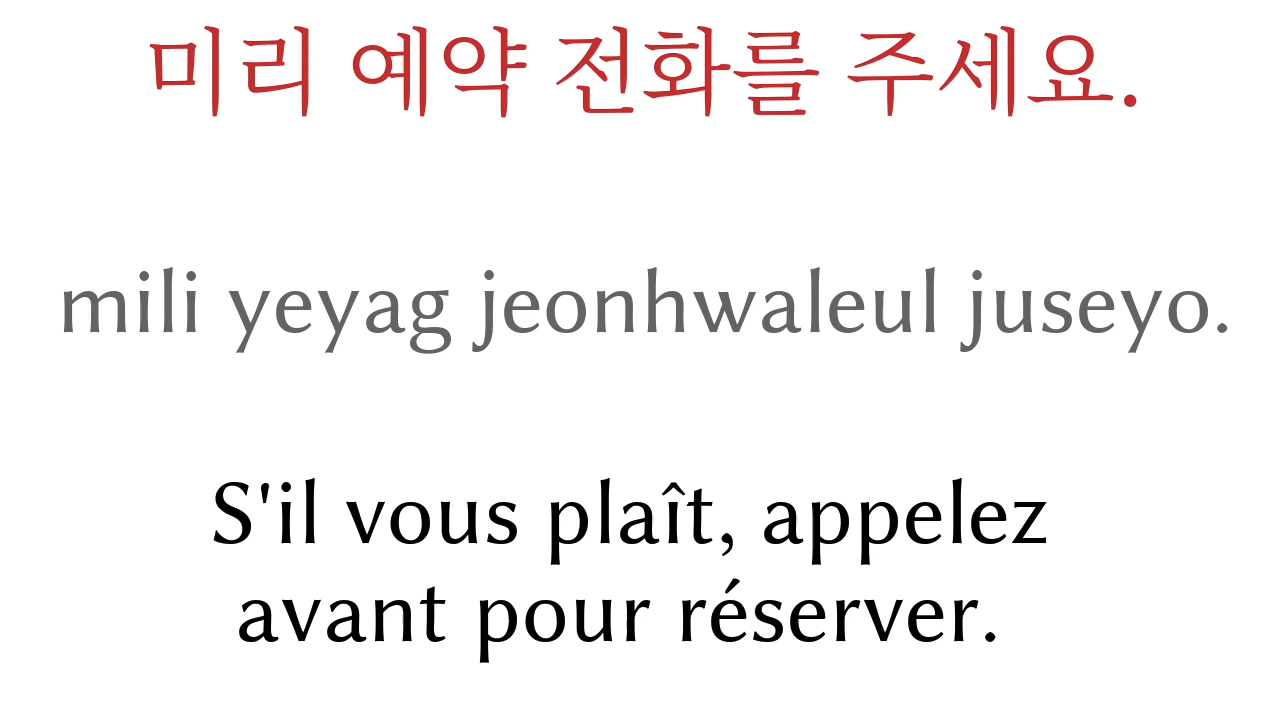 미리 예약 전화를 주세요.
mili yeyag jeonhwaleul juseyo.
S'il vous plaît, appelez
avant pour réserver.